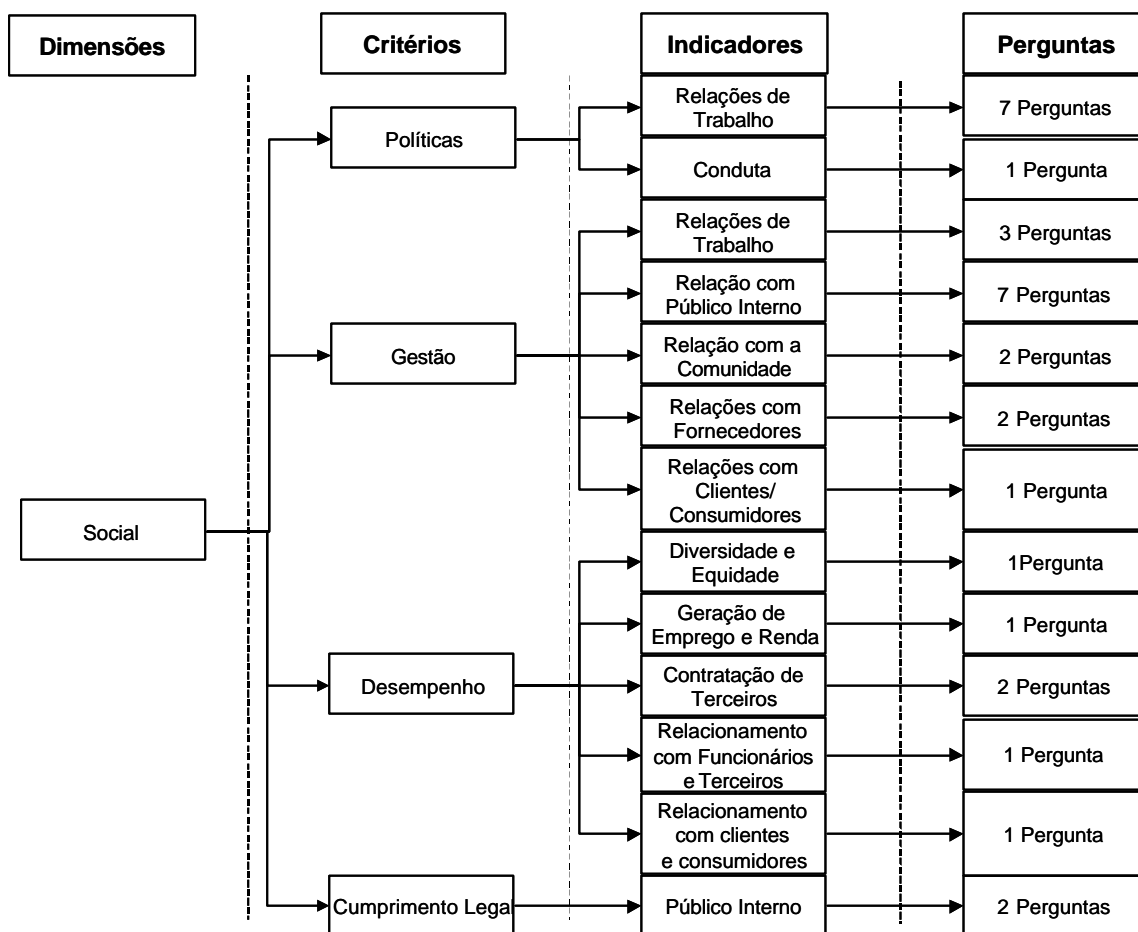 Dimensões
Critérios
Indicadores
Perguntas
Relações de
Trabalho
7 Perguntas
Políticas
Conduta
1 Pergunta
Relações de
Trabalho
3 Perguntas
Relação com
Público Interno
7 Perguntas
Gestão
Relação com a
Comunidade
2 Perguntas
Relações com
Fornecedores
2 Perguntas
Relações com
Clientes/
Consumidores
1 Pergunta
Social
Diversidade e
Equidade
1Pergunta
Geração de
Emprego e Renda
1 Pergunta
Desempenho
Contratação de
Terceiros
2 Perguntas
Relacionamento
com Funcionários
e Terceiros
1 Pergunta
Relacionamento
com clientes
e consumidores
1 Pergunta
Cumprimento Legal
Público Interno
2 Perguntas